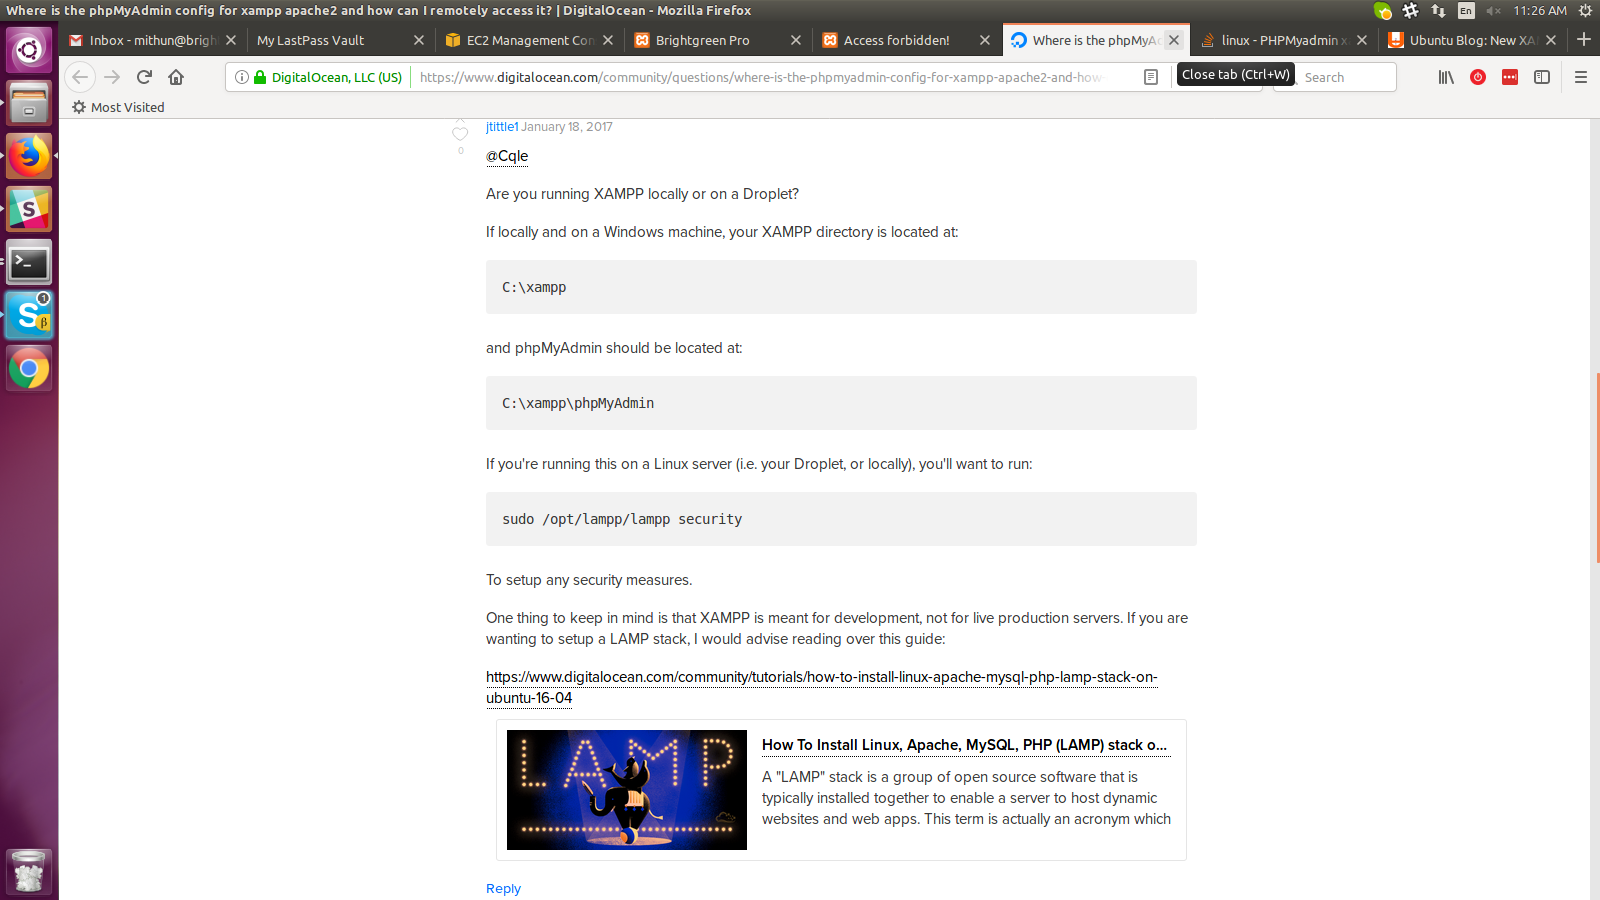 Where is the phpMyAdmin config for xampp apache2 and how can I remotely access it? | DigitalOcean - Mozilla Firefox
En
11:26 AM
Inbox - mithun@brigh
My LastPass Vault
EC2 Management Con
Brightgreen Pro
Access forbidden!
Where is the phpMyAd
linux - PHPMyadmin x
Ubuntu Blog: New XA
DigitalOcean, LLC (US)
https://www.digitalocean.com/community/questions/where-is-the-phpmyadmin-config-for-xampp-apache2-and-how-
Close tab (Ctrl+W)
Search
Most Visited
jtittle1 January 18, 2017
0
@Cqle
Are you running XAMPP locally or on a Droplet?
If locally and on a Windows machine, your XAMPP directory is located at:
C:\xampp
and phpMyAdmin should be located at:
C:\xampp\phpMyAdmin
If you're running this on a Linux server (i.e. your Droplet, or locally), you'll want to run:
sudo /opt/lampp/lampp security
To setup any security measures.
One thing to keep in mind is that XAMPP is meant for development, not for live production servers. If you are
wanting to setup a LAMP stack, I would advise reading over this guide:
https://www.digitalocean.com/community/tutorials/how-to-install-linux-apache-mysql-php-lamp-stack-on-
ubuntu-16-04
LAMP
How To Install Linux, Apache, MySQL, PHP (LAMP) stack o...
A "LAMP" stack is a group of open source software that is
typically installed together to enable a server to host dynamic
websites and web apps. This term is actually an acronym which
Reply